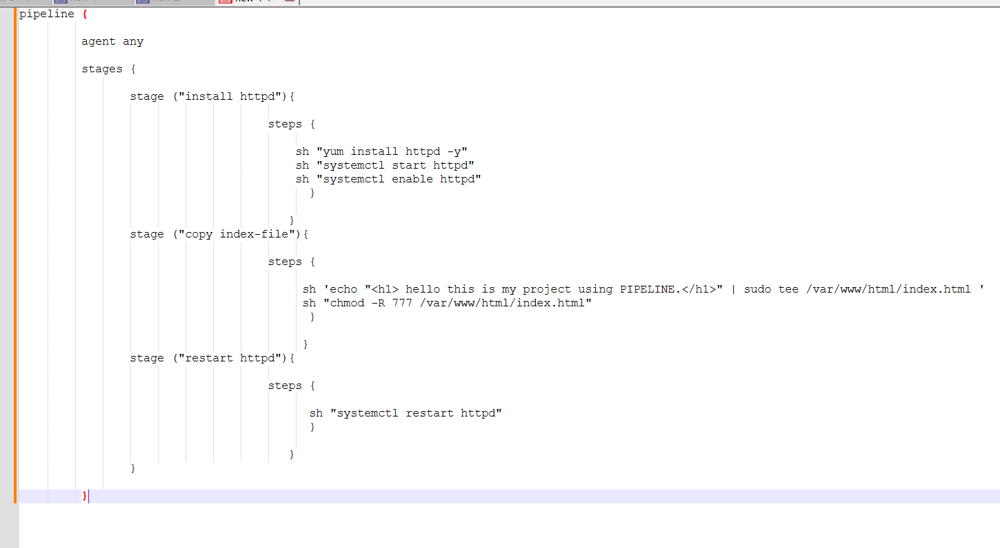 pipeline {
agent any
stages {
stage ("install httpd"){
steps {
sh "yum install httpd -y"
sh "systemctl start httpd"
sh "systemctl enable httpd"
}
}
stage ("copy index-file"){
steps {
sh 'echo "<h1> hello this is my project using PIPELINE.</h1>" | sudo tee /var/www/html/index.html '
sh "chmod -R 777 /var/www/html/index.html"
}
}
stage ("restart httpd"){
steps {
sh "systemctl restart httpd"
}
}
}
}